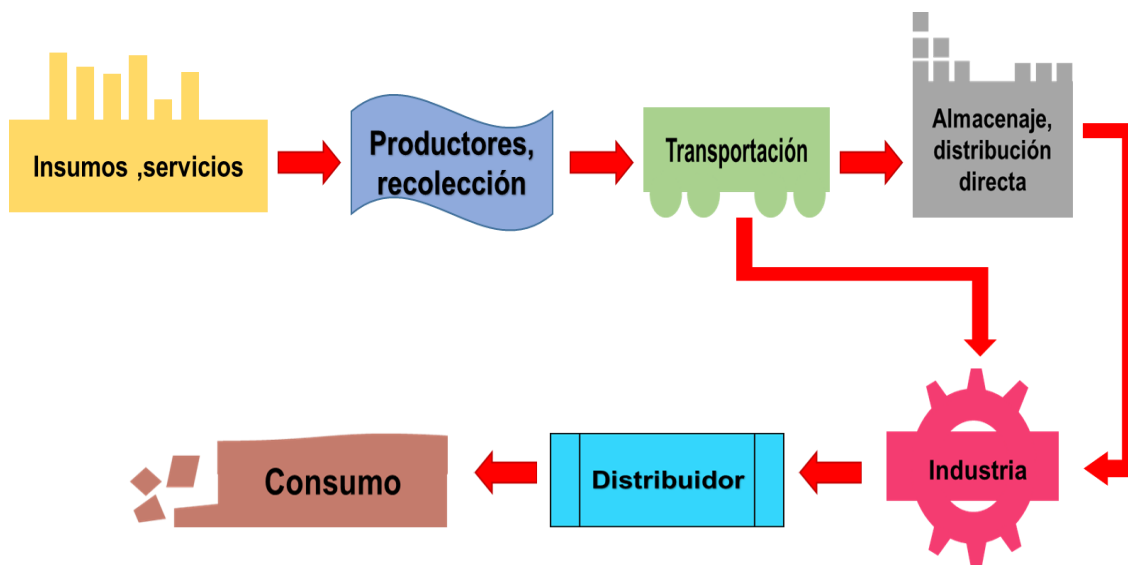 Insumos ,servicios
Productores,
recolección
Transportación
Almacenaje,
distribución
directa
Industria
Distribuidor
Consumo